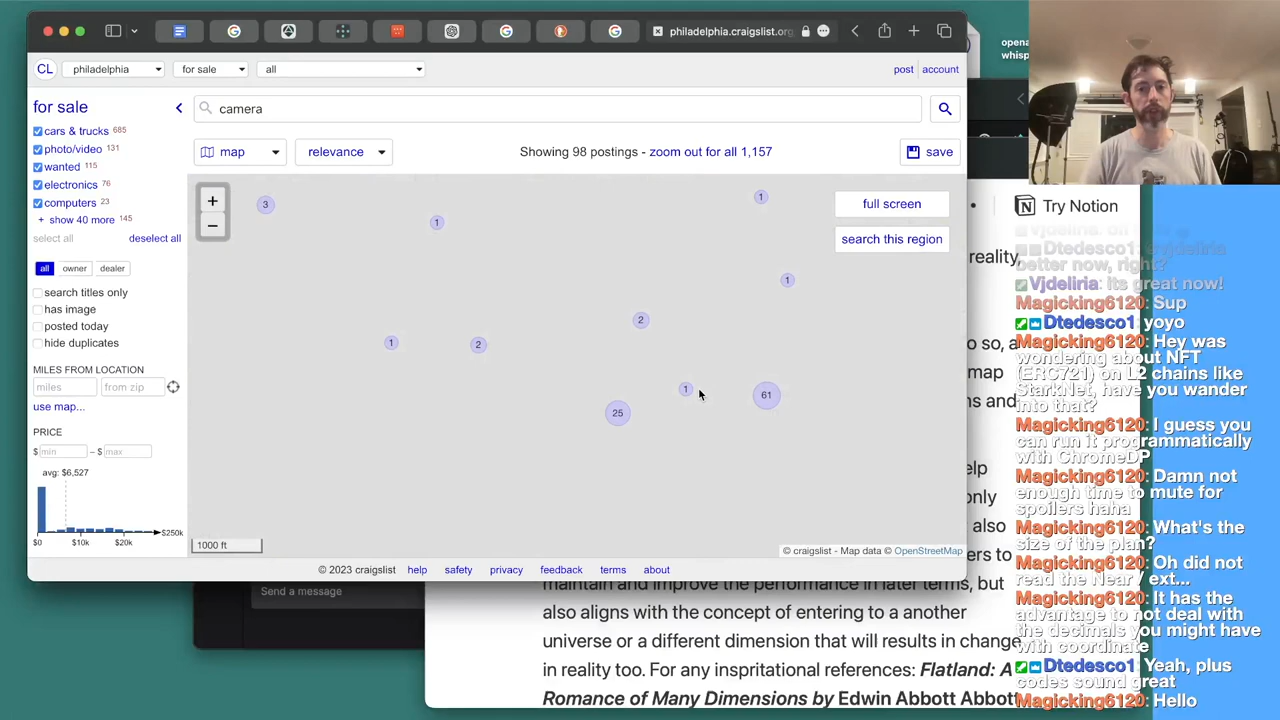 philadelphia.craigslist.org
opena
whisp
CL
philadelphia
for sale
all
post
account
for sale
camera
cars & trucks 685
photo/video 131
wanted 115
electronics 76
computers 23
+ show 40 more 145
select all
deselect all
all
owner
dealer
search titles only
has image
posted today
hide duplicates
MILES FROM LOCATION
miles
from zip
use map...
PRICE
$ min – $ max
avg: $6,527
$250k
$0 $10k $20k
map
relevance
Showing 98 postings - zoom out for all 1,157
save
+
−
3
1
1
full screen
search this region
1
2
1
2
1
61
25
1000 ft
© craigslist - Map data © OpenStreetMap
© 2023 craigslist
help
safety
privacy
feedback
terms
about
Send a message
Try Notion
reality,
o so, a
map
ns and
elp
only
also
ers to
maintain and improve the performance in later terms, but
also aligns with the concept of entering to a another
universe or a different dimension that will results in change
in reality too. For any inspritational references: Flatland: A
Romance of Many Dimensions by Edwin Abbott Abbott
Dtedesco1: @vjdeliria
better now, right?
Vjdeliria: Its great now!
Magicking6120: Sup
Dtedesco1: yoyo
Magicking6120: Hey was
wondering about NFT
(ERC721) on L2 chains like
StarkNet, have you wander
into that?
Magicking6120: I guess you
can run it programmatically
with ChromeDP
Magicking6120: Damn not
enough time to mute for
spoilers haha
Magicking6120: What's the
size of the plan?
Magicking6120: Oh did not
read the Near / ext...
Magicking6120: It has the
advantage to not deal with
the decimals you might have
with coordinate
Dtedesco1: Yeah, plus
codes sound great
Magicking6120: Hello